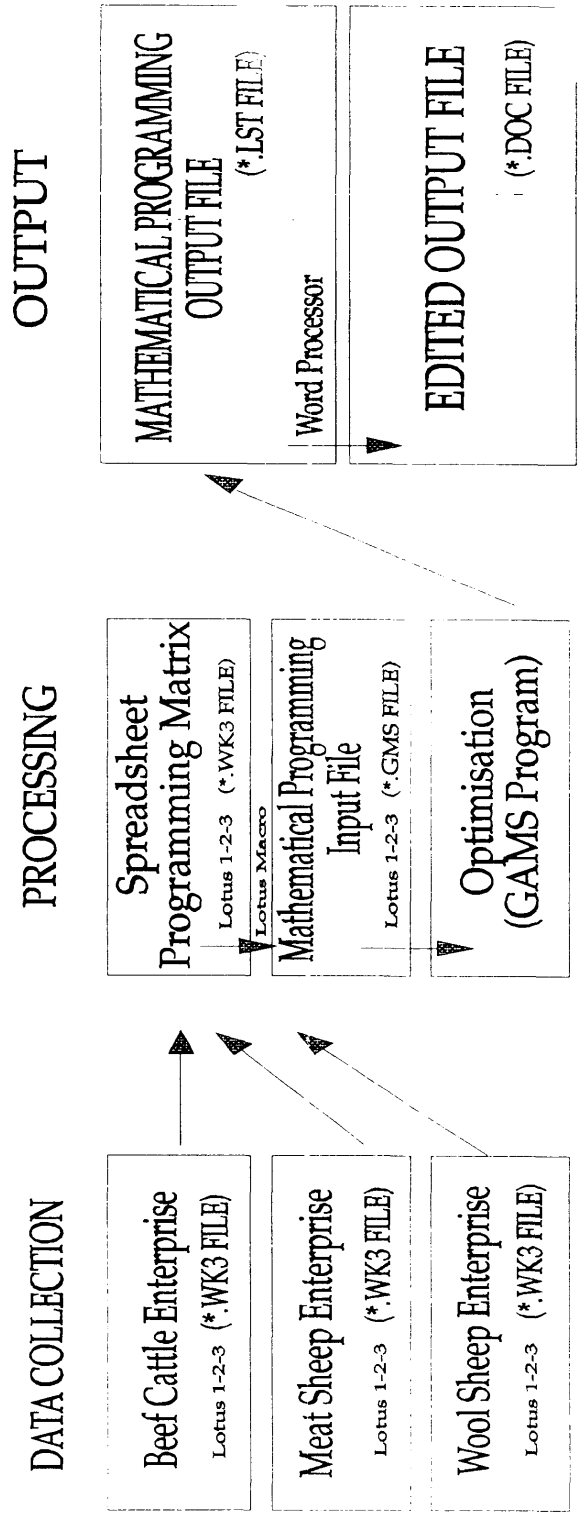 DATA COLLECTION
Beef Cattle Enterprise
Lotus 1-2-3 (*.WK3 FILE)
Meat Sheep Enterprise
Lotus 1-2-3 (*.WK3 FILE)
Wool Sheep Enterprise
Lotus 1-2-3 (*.WK3 FILE)
PROCESSING
Spreadsheet
Programming Matrix
Lotus 1-2-3 (*.WK3 FILE)
Lotus Macro
Mathematical Programming
Input File
Lotus 1-2-3 (*.GMS FILE)
Optimisation
(GAMS Program)
OUTPUT
MATHEMATICAL PROGRAMMING
OUTPUT FILE
(*.LST FILE)
Word Processor
EDITED OUTPUT FILE
(*.DOC FILE)